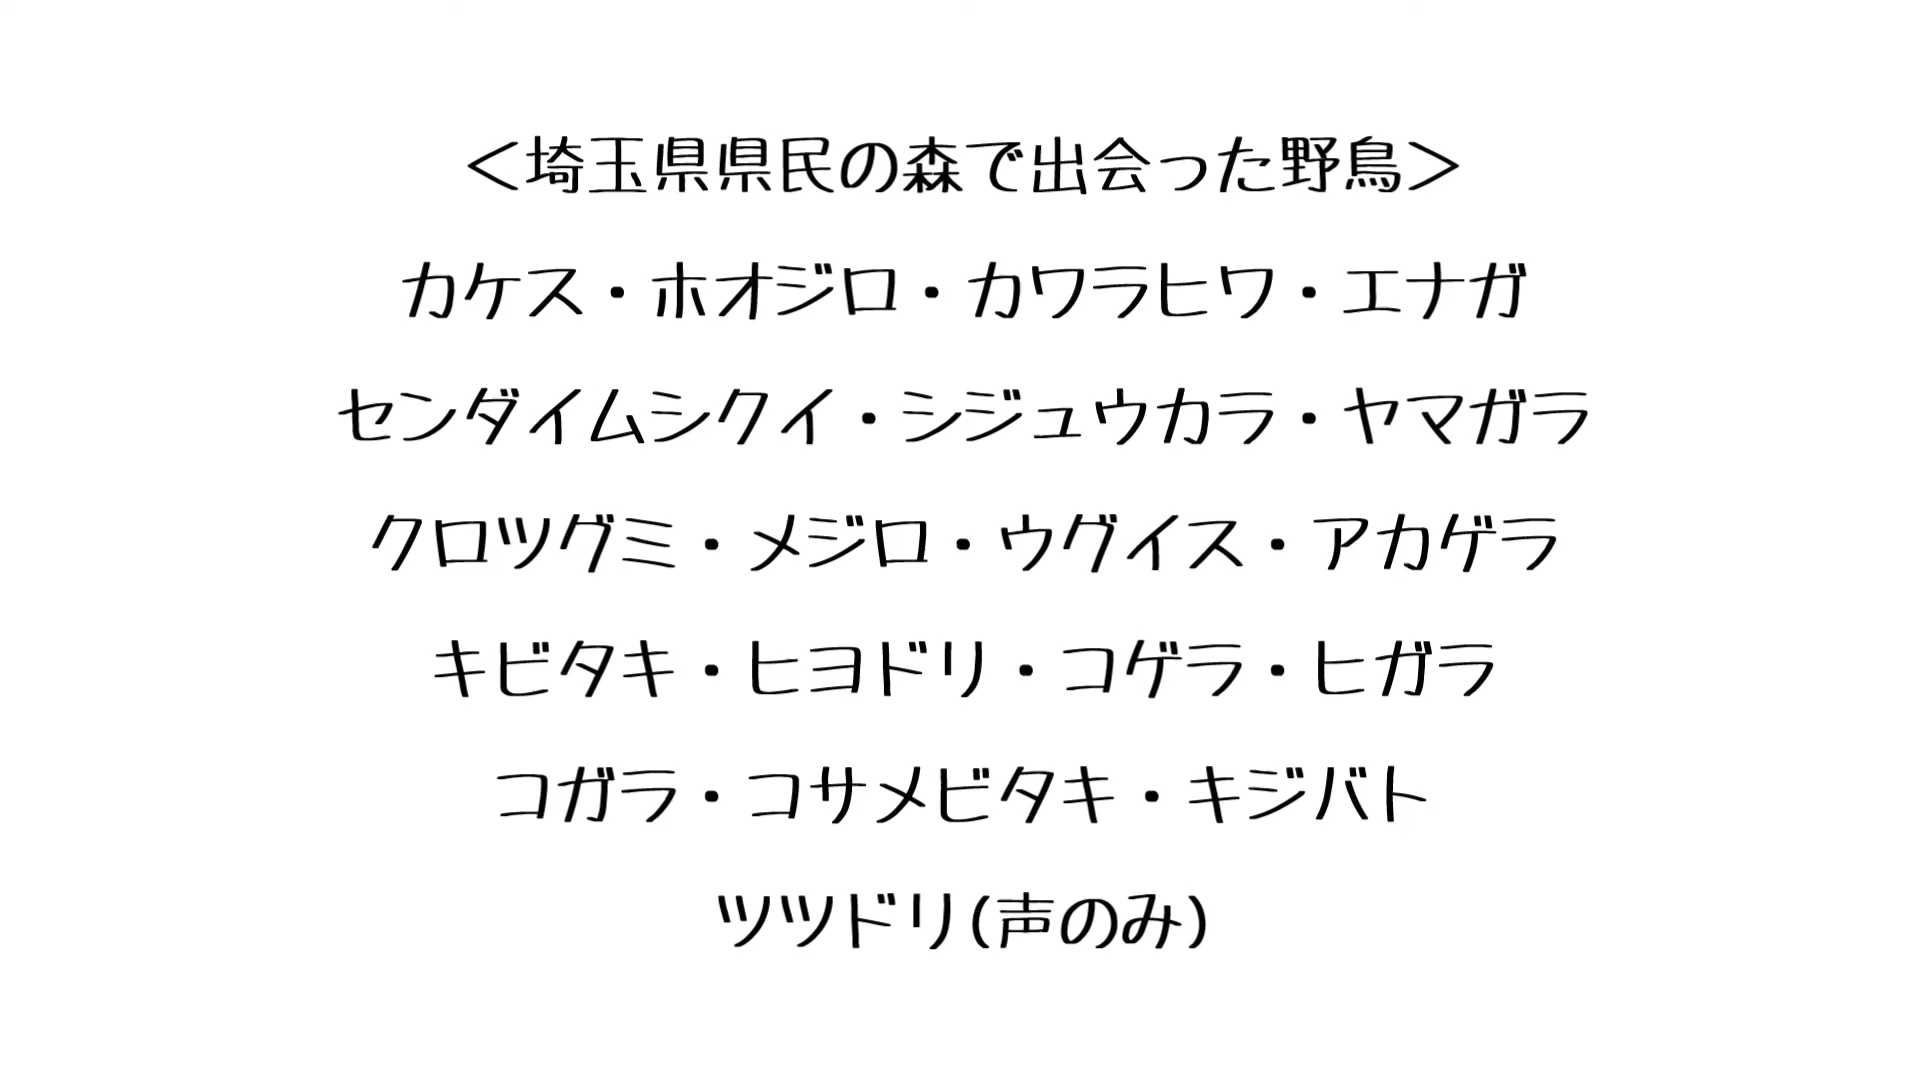 ＜埼玉県県民の森で出会った野鳥＞
カケス・ホオジロ・カワラヒワ・エナガ
センダイムシクイ・シジュウカラ・ヤマガラ
クロツグミ・メジロ・ウグイス・アカゲラ
キビタキ・ヒヨドリ・コゲラ・ヒガラ
コガラ・コサメビタキ・キジバト
ツツドリ(声のみ)